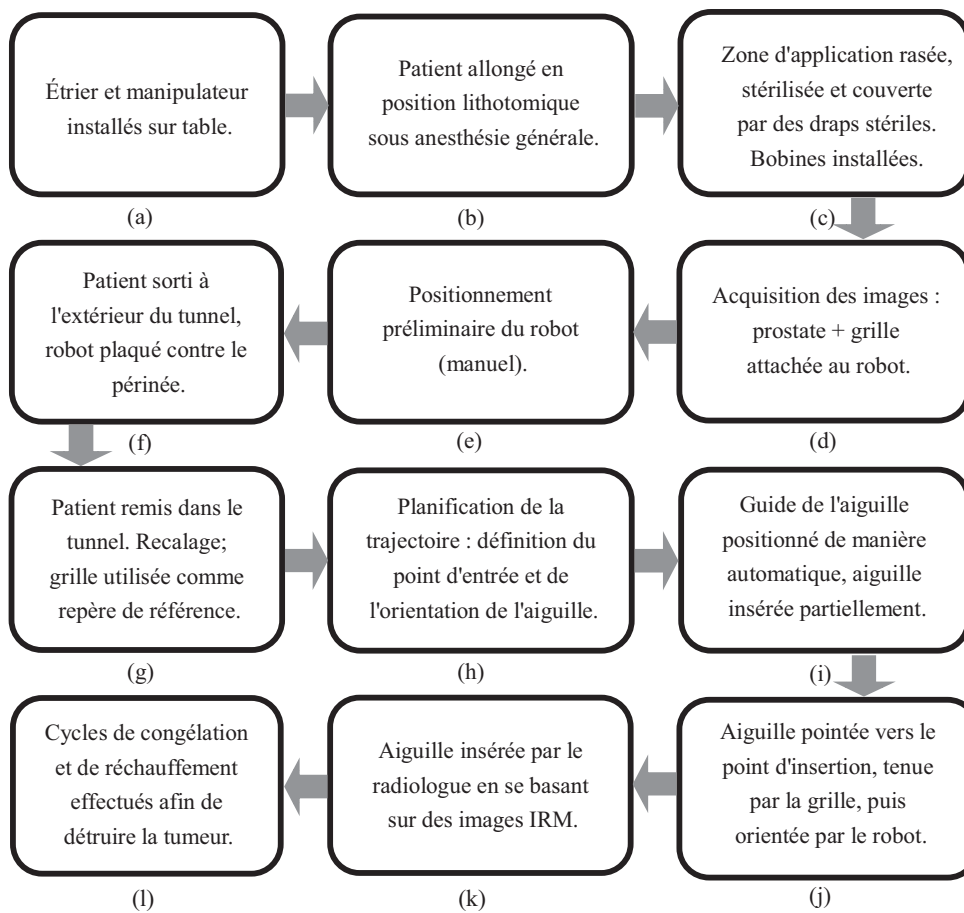 Étrier et manipulateur
installés sur table.
(a)
Patient allongé en
position lithotomique
sous anesthésie générale.
(b)
Zone d'application rasée,
stérilisée et couverte
par des draps stériles.
Bobines installées.
(c)
Acquisition des images :
prostate + grille
attachée au robot.
(d)
Positionnement
préliminaire du robot
(manuel).
(e)
Patient sorti à
l'extérieur du tunnel,
robot plaqué contre le
périnée.
(f)
Patient remis dans le
tunnel. Recalage;
grille utilisée comme
repère de référence.
(g)
Planification de la
trajectoire : définition du
point d'entrée et de
l'orientation de l'aiguille.
(h)
Guide de l'aiguille
positionné de manière
automatique, aiguille
insérée partiellement.
(i)
Aiguille pointée vers le
point d'insertion, tenue
par la grille, puis
orientée par le robot.
(j)
Aiguille insérée par le
radiologue en se basant
sur des images IRM.
(k)
Cycles de congélation
et de réchauffement
effectués afin de
détruire la tumeur.
(l)